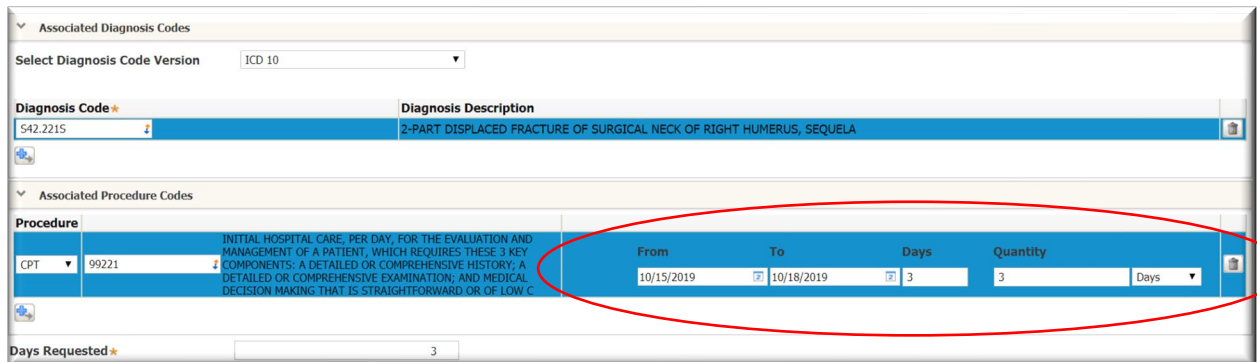 Associated Diagnosis Codes
Select Diagnosis Code Version ICD 10
Diagnosis Code★ Diagnosis Description
S42.221S 2-PART DISPLACED FRACTURE OF SURGICAL NECK OF RIGHT HUMERUS, SEQUELA
Associated Procedure Codes
Procedure
CPT 99221
INITIAL HOSPITAL CARE, PER DAY, FOR THE EVALUATION AND
MANAGEMENT OF A PATIENT, WHICH REQUIRES THESE 3 KEY
COMPONENTS: A DETAILED OR COMPREHENSIVE HISTORY; A
DETAILED OR COMPREHENSIVE EXAMINATION; AND MEDICAL
DECISION MAKING THAT IS STRAIGHTFORWARD OR OF LOW C
From To Days Quantity
10/15/2019 10/18/2019 3 3 Days
Days Requested★ 3